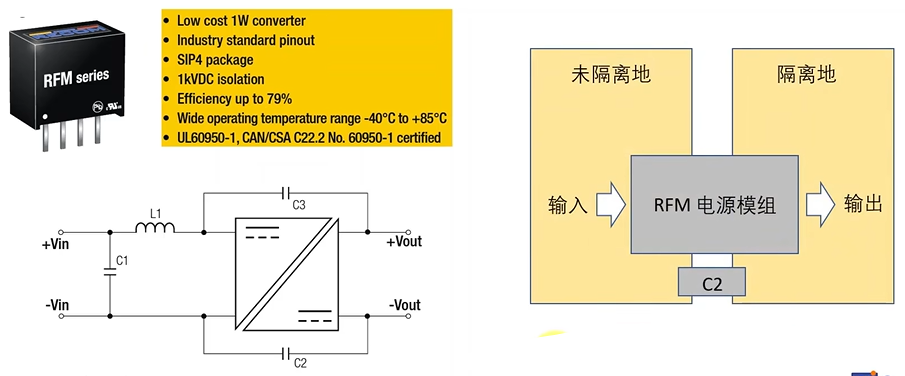 RFM series
• Low cost 1W converter
• Industry standard pinout
• SIP4 package
• 1kVDC isolation
• Efficiency up to 79%
• Wide operating temperature range -40°C to +85°C
• UL60950-1, CAN/CSA C22.2 No. 60950-1 certified
C3
L1
+Vin
+Vout
C1
-Vin
-Vout
C2
未隔离地
隔离地
输入
RFM 电源模组
输出
C2